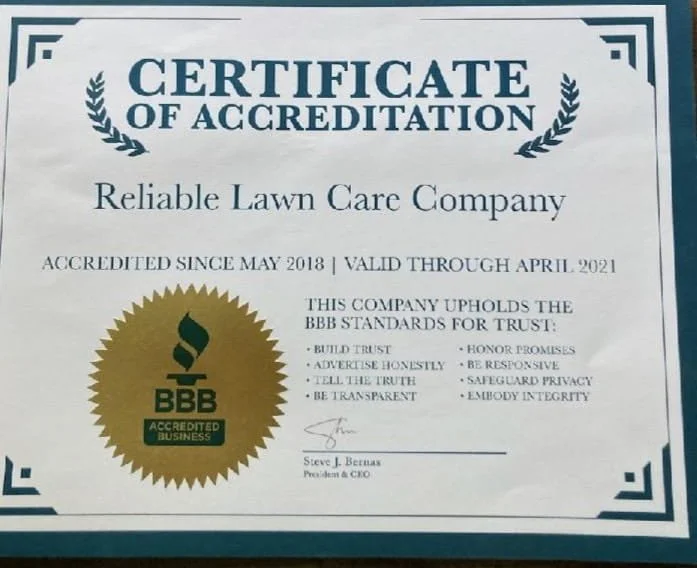 CERTIFICATE
OF ACCREDITATION
Reliable Lawn Care Company
ACCREDITED SINCE MAY 2018 | VALID THROUGH APRIL 2021
THIS COMPANY UPHOLDS THE
BBB STANDARDS FOR TRUST:
• BUILD TRUST
• ADVERTISE HONESTLY
• TELL THE TRUTH
• BE TRANSPARENT
• HONOR PROMISES
• BE RESPONSIVE
• SAFEGUARD PRIVACY
• EMBODY INTEGRITY
BBB
ACCREDITED
BUSINESS
Steve J. Bernas
President & CEO